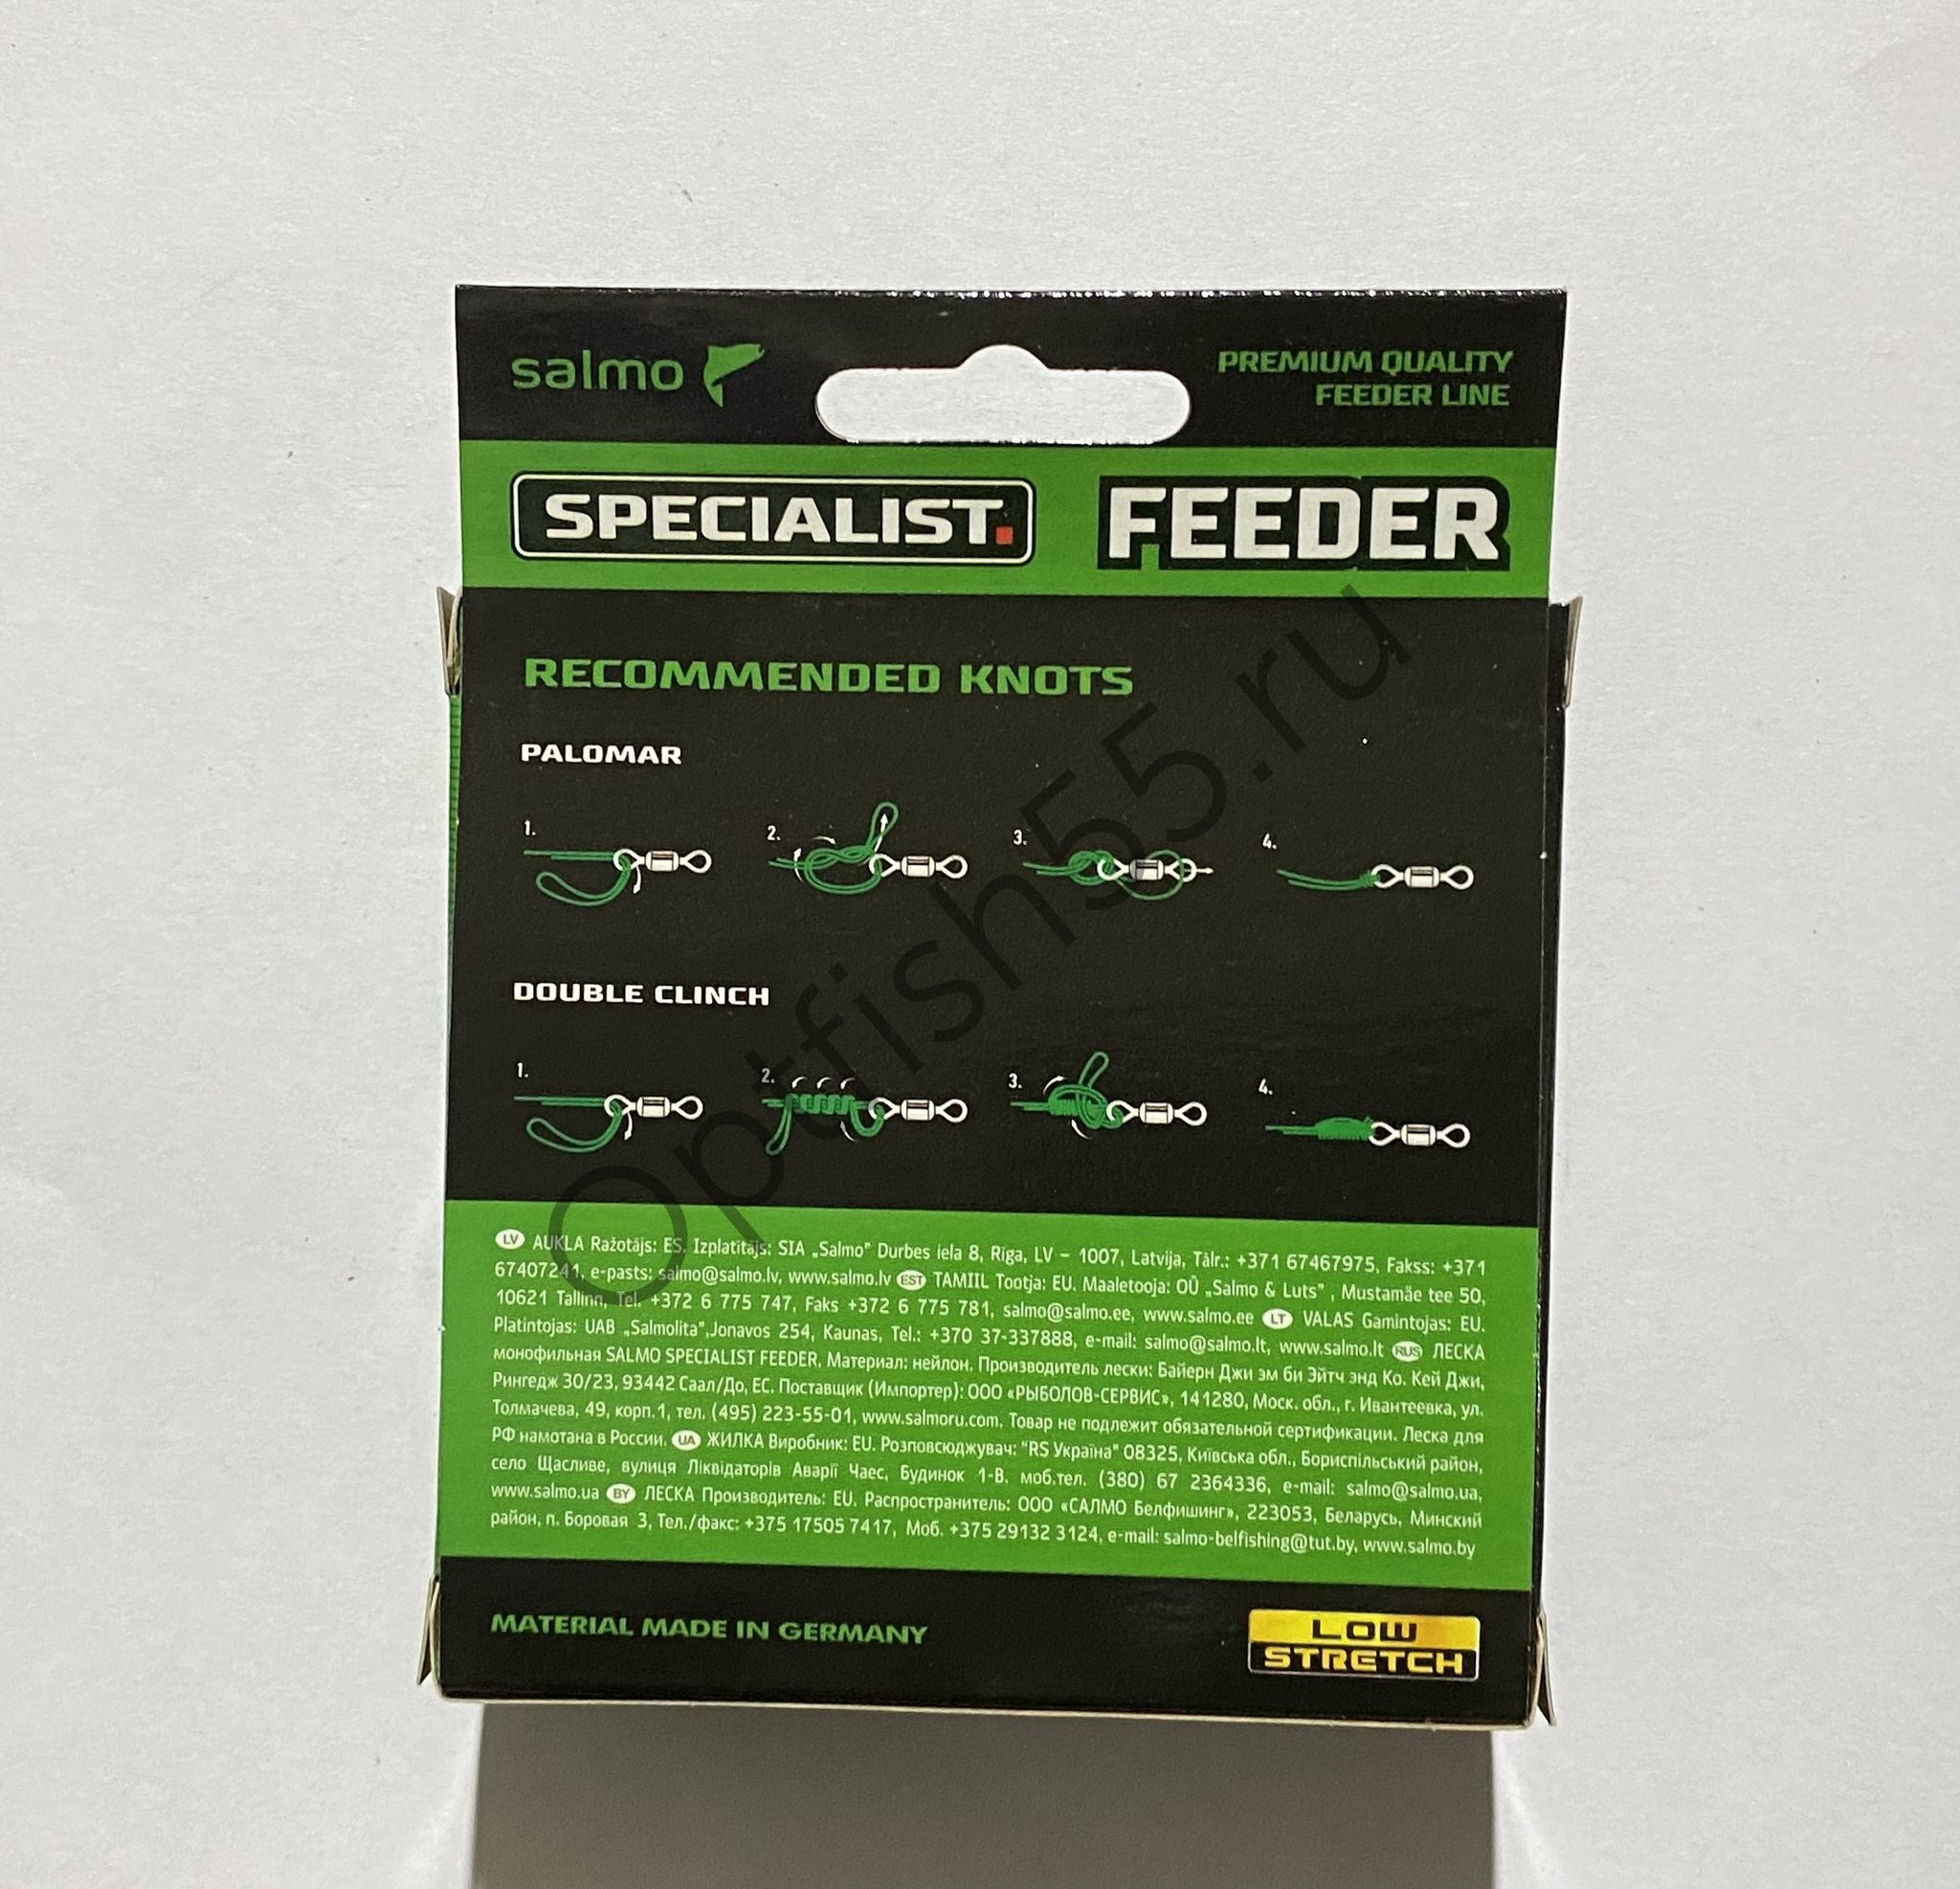 salmo
PREMIUM QUALITY
FEEDER LINE
SPECIALIST.
FEEDER
RECOMMENDED KNOTS
PALOMAR
1.
2.
3.
4.
DOUBLE CLINCH
1.
2.
3.
4.
LV AUKLA Ražotājs: ES. Izplatītājs: SIA „Salmo” Durbes iela 8, Rīga, LV – 1007, Latvija, Tālr.: +371 67467975, Fakss: +371
67407241, e-pasts: salmo@salmo.lv, www.salmo.lv EST TAMIIL Tootja: EU. Maaletooja: OÜ „Salmo & Luts” , Mustamäe tee 50,
10621 Tallinn, Tel. +372 6 775 747, Faks +372 6 775 781, salmo@salmo.ee, www.salmo.ee LT VALAS Gamintojas: EU.
Platintojas: UAB „Salmolita”,Jonavos 254, Kaunas, Tel.: +370 37-337888, e-mail: salmo@salmo.lt, www.salmo.lt RUS ЛЕСКА
монофильная SALMO SPECIALIST FEEDER. Материал: нейлон. Производитель лески: Байерн Джи эм би Эйтч энд Ко. Кей Джи,
Рингедж 30/23, 93442 Саал/До, ЕС. Поставщик (Импортер): ООО «РЫБОЛОВ-СЕРВИС», 141280, Моск. обл., г. Ивантеевка, ул.
Толмачева, 49, корп.1, тел. (495) 223-55-01, www.salmoru.com. Товар не подлежит обязательной сертификации. Леска для
РФ намотана в России. UA ЖИЛКА Виробник: EU. Розповсюджувач: "RS Україна" 08325, Київська обл., Бориспільський район,
село Щасливе, вулиця Ліквідаторів Аварії Чаес, Будинок 1-В. моб.тел. (380) 67 2364336, e-mail: salmo@salmo.ua,
www.salmo.ua BY ЛЕСКА Производитель: EU. Распространитель: ООО «САЛМО Белфишинг», 223053, Беларусь, Минский
район, п. Боровая 3, Тел./факс: +375 17505 7417, Моб. +375 29132 3124, e-mail: salmo-belfishing@tut.by, www.salmo.by
MATERIAL MADE IN GERMANY
LOW
STRETCH
Optfish55.ru